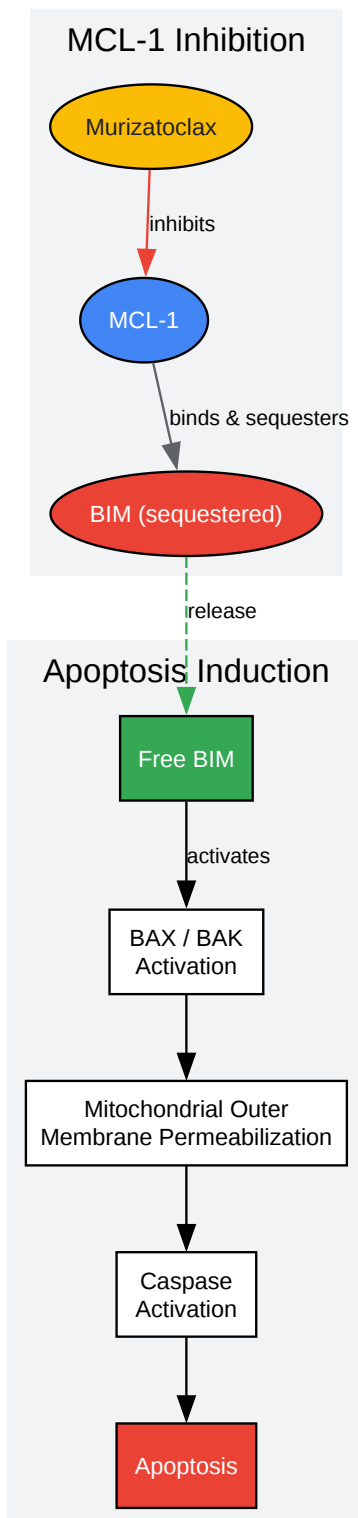 MCL-1 Inhibition
Murizatoclax
inhibits
MCL-1
binds & sequesters
BIM (sequestered)
release
Apoptosis Induction
Free BIM
activates
BAX / BAK
Activation
Mitochondrial Outer
Membrane Permeabilization
Caspase
Activation
Apoptosis